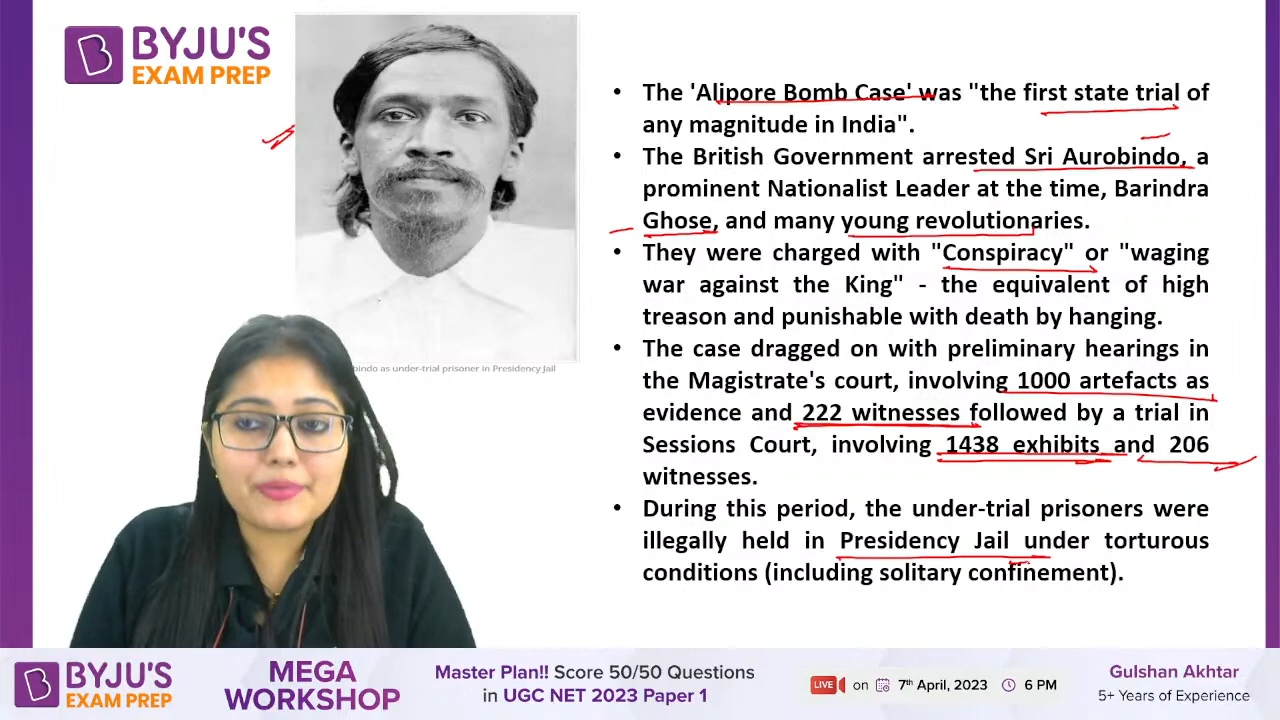 BYJU'S
EXAM PREP
• The 'Alipore Bomb Case' was "the first state trial of
any magnitude in India".
• The British Government arrested Sri Aurobindo, a
prominent Nationalist Leader at the time, Barindra
Ghose, and many young revolutionaries.
• They were charged with "Conspiracy" or "waging
war against the King" - the equivalent of high
treason and punishable with death by hanging.
• The case dragged on with preliminary hearings in
the Magistrate's court, involving 1000 artefacts as
evidence and 222 witnesses followed by a trial in
Sessions Court, involving 1438 exhibits and 206
witnesses.
• During this period, the under-trial prisoners were
illegally held in Presidency Jail under torturous
conditions (including solitary confinement).
as under-trial prisoner in Presidency Jail
BYJU'S
EXAM PREP
MEGA
WORKSHOP
Master Plan!! Score 50/50 Questions
in UGC NET 2023 Paper 1
LIVE on 7th April, 2023 6 PM
Gulshan Akhtar
5+ Years of Experience